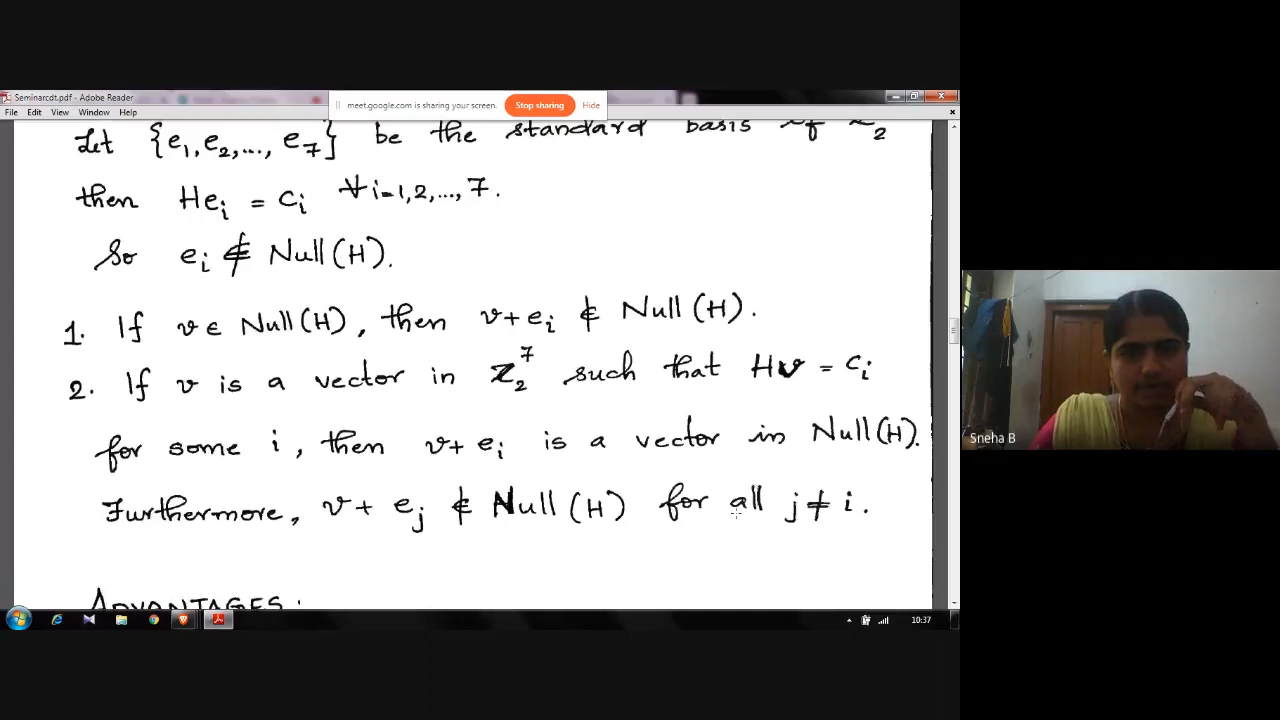 Seminarcdt.pdf - Adobe Reader
File Edit View Window Help
meet.google.com is sharing your screen. Stop sharing Hide
Let {e₁, e₂, ..., e₇} be the standard basis of ℤ₂
then Heᵢ = cᵢ ∀ i=1,2,...,7.
So eᵢ ∉ Null(H).
1. If v ∈ Null(H), then v+eᵢ ∉ Null(H).
2. If v is a vector in ℤ₂⁷ such that Hv = cᵢ
for some i, then v+eᵢ is a vector in Null(H).
Furthermore, v+eⱼ ∉ Null(H) for all j≠i.
ADVANTAGES:
Sneha B
10:37